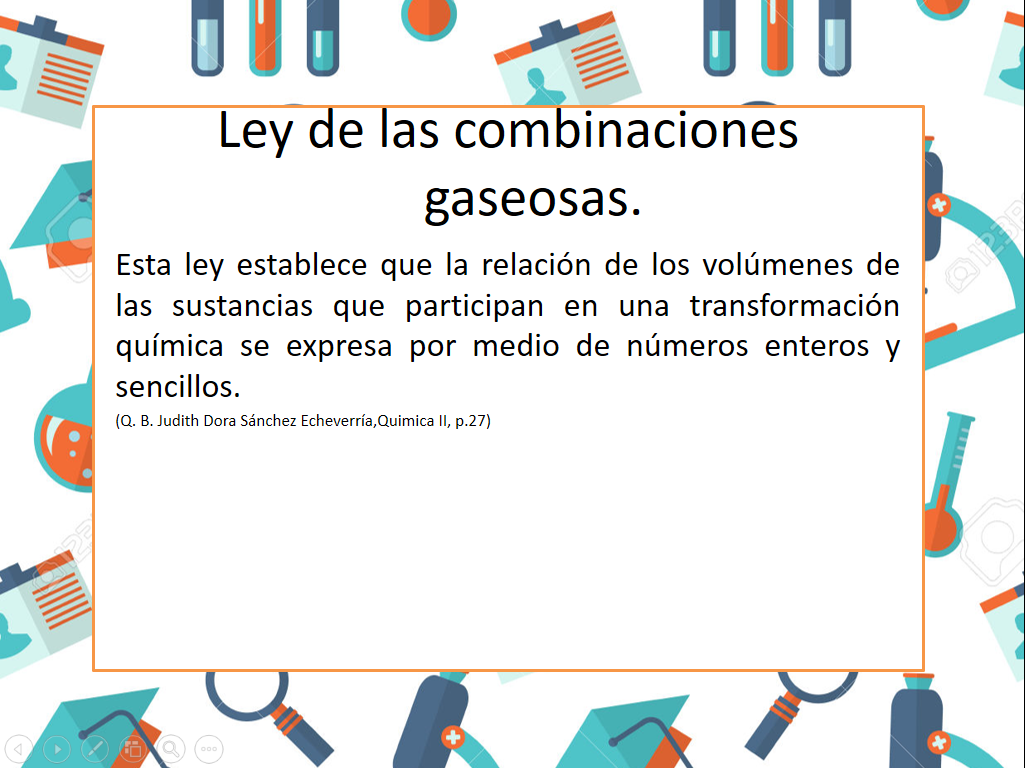 Ley de las combinaciones
gaseosas.
Esta ley establece que la relación de los volúmenes de
las sustancias que participan en una transformación
química se expresa por medio de números enteros y
sencillos.
(Q. B. Judith Dora Sánchez Echeverría,Quimica II, p.27)